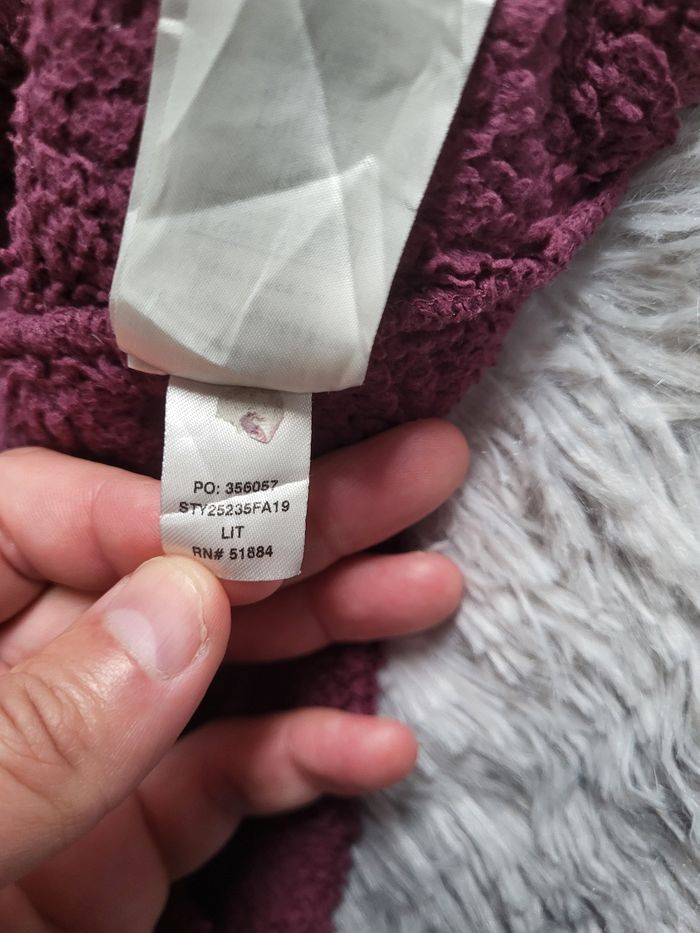 PO: 356057
STY25235FA19
LIT
RN# 51884